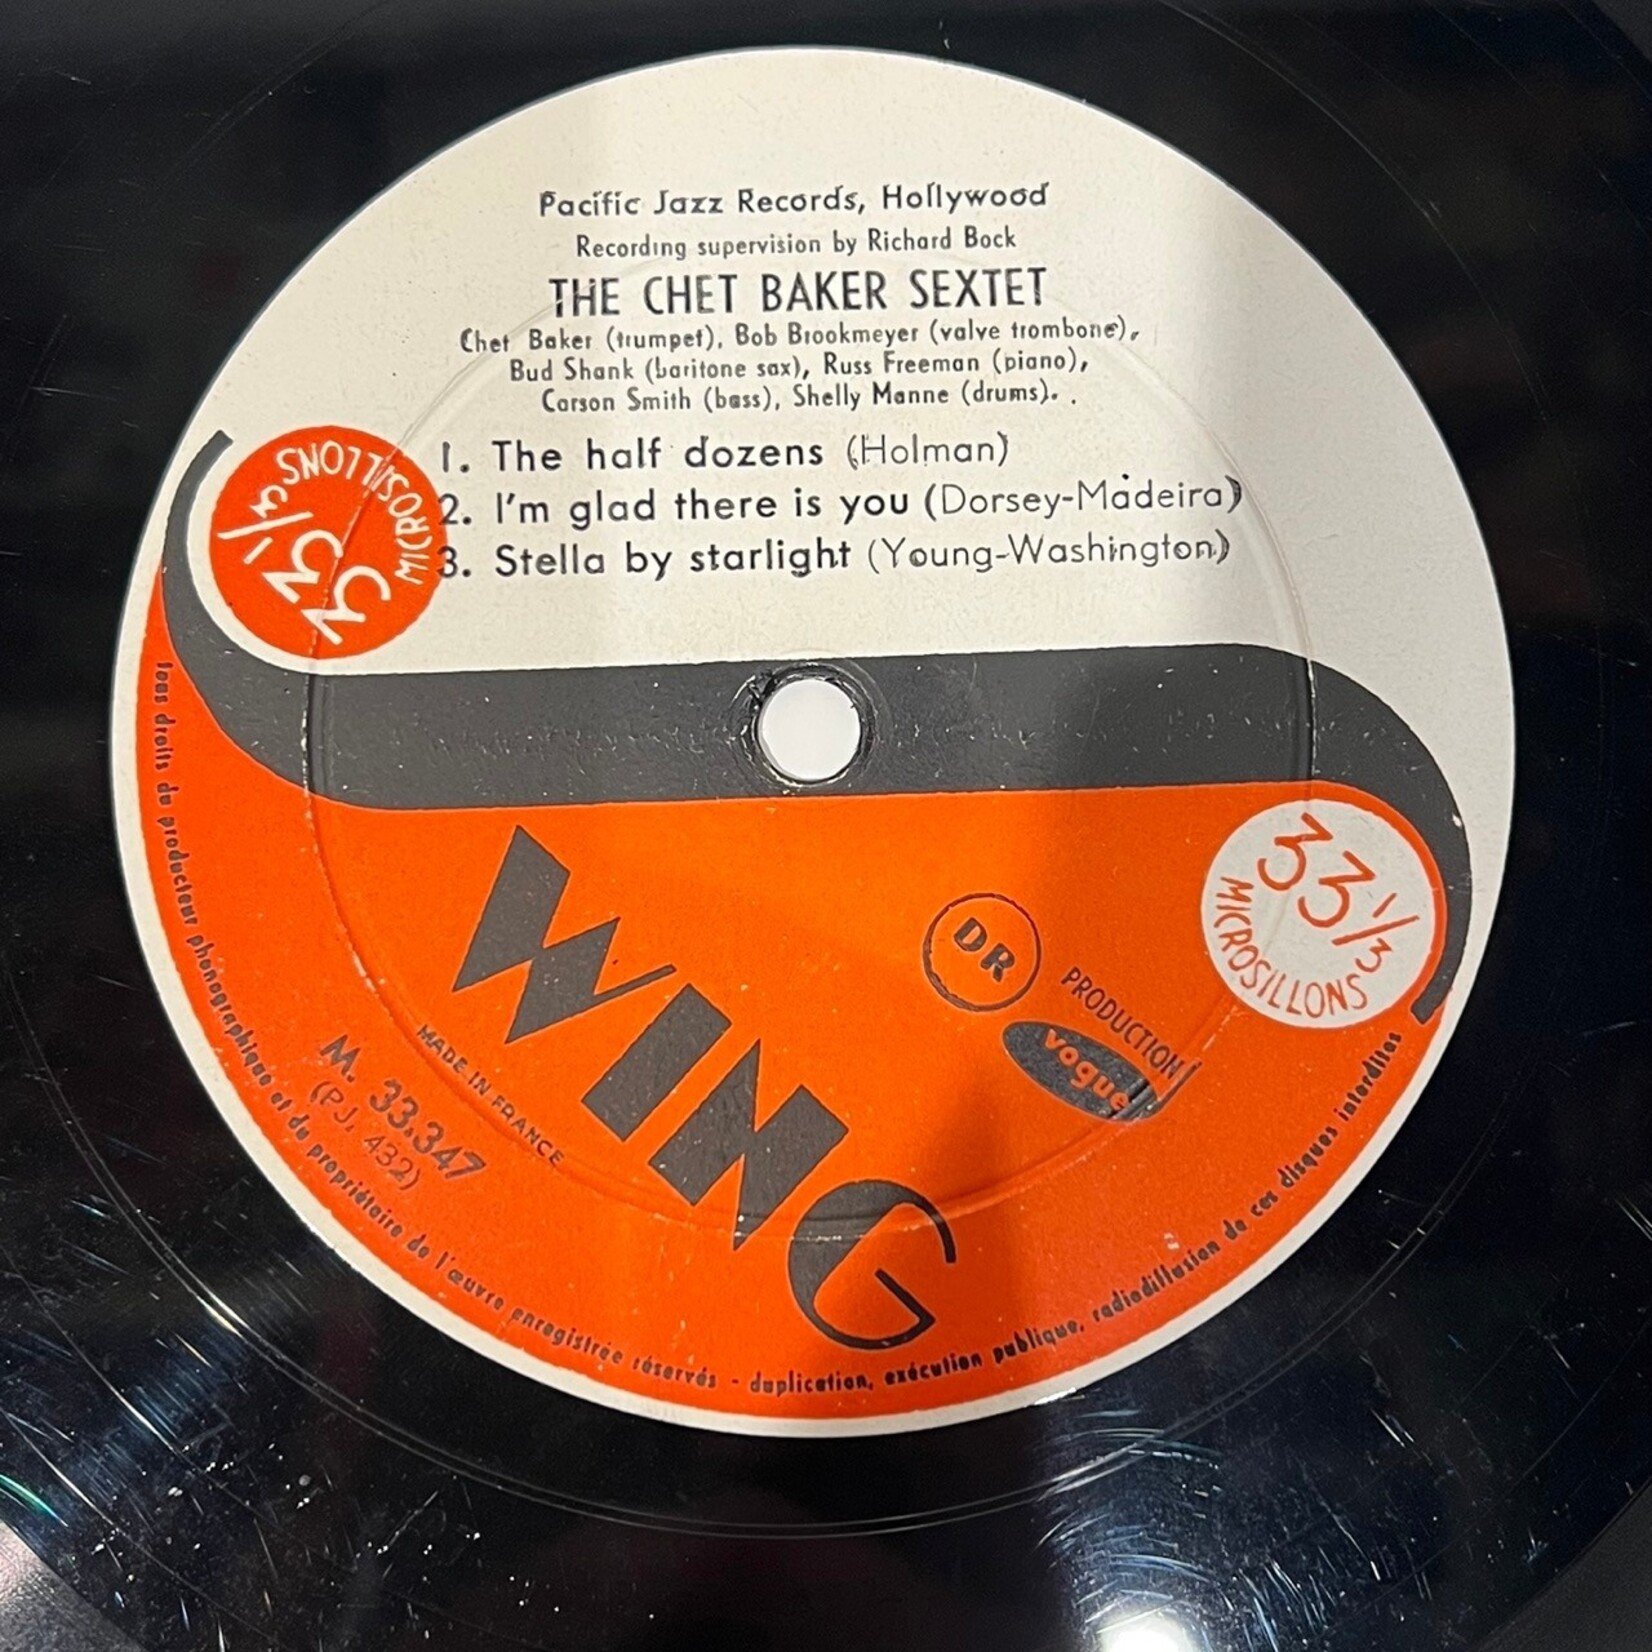 Pacific Jazz Records, Hollywood
Recording supervision by Richard Bock
THE CHET BAKER SEXTET
Chet Baker (trumpet), Bob Brookmeyer (valve trombone),
Bud Shank (baritone sax), Russ Freeman (piano),
Carson Smith (bass), Shelly Manne (drums).
1. The half dozens (Holman)
2. I'm glad there is you (Dorsey-Madeira)
3. Stella by starlight (Young-Washington)
33 1/3
MICROSILLONS
33 1/3
MICROSILLONS
WING
DR
PRODUCTION
vogue
MADE IN FRANCE
M. 33.347
(PJ. 432)
Tous droits du producteur phonographique et du propriétaire de l'œuvre enregistrée réservés - duplication, exécution publique, radiodiffusion de ces disques interdites